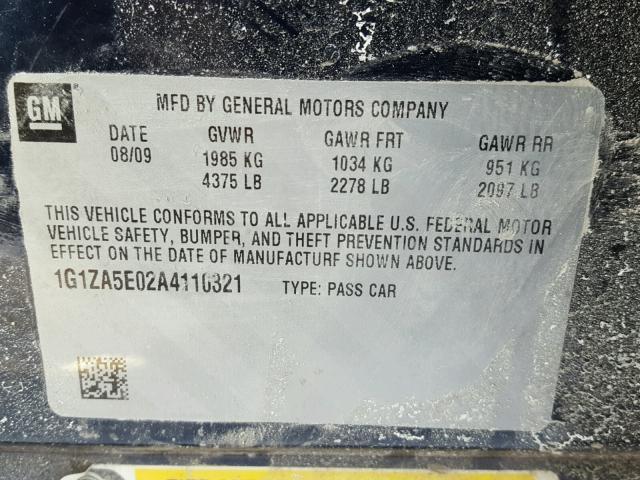 GM
MFD BY GENERAL MOTORS COMPANY
DATE GVWR GAWR FRT GAWR RR
08/09 1985 KG 1034 KG 951 KG
4375 LB 2278 LB 2097 LB
THIS VEHICLE CONFORMS TO ALL APPLICABLE U.S. FEDERAL MOTOR
VEHICLE SAFETY, BUMPER, AND THEFT PREVENTION STANDARDS IN
EFFECT ON THE DATE OF MANUFACTURE SHOWN ABOVE.
1G1ZA5E02A4110321 TYPE: PASS CAR